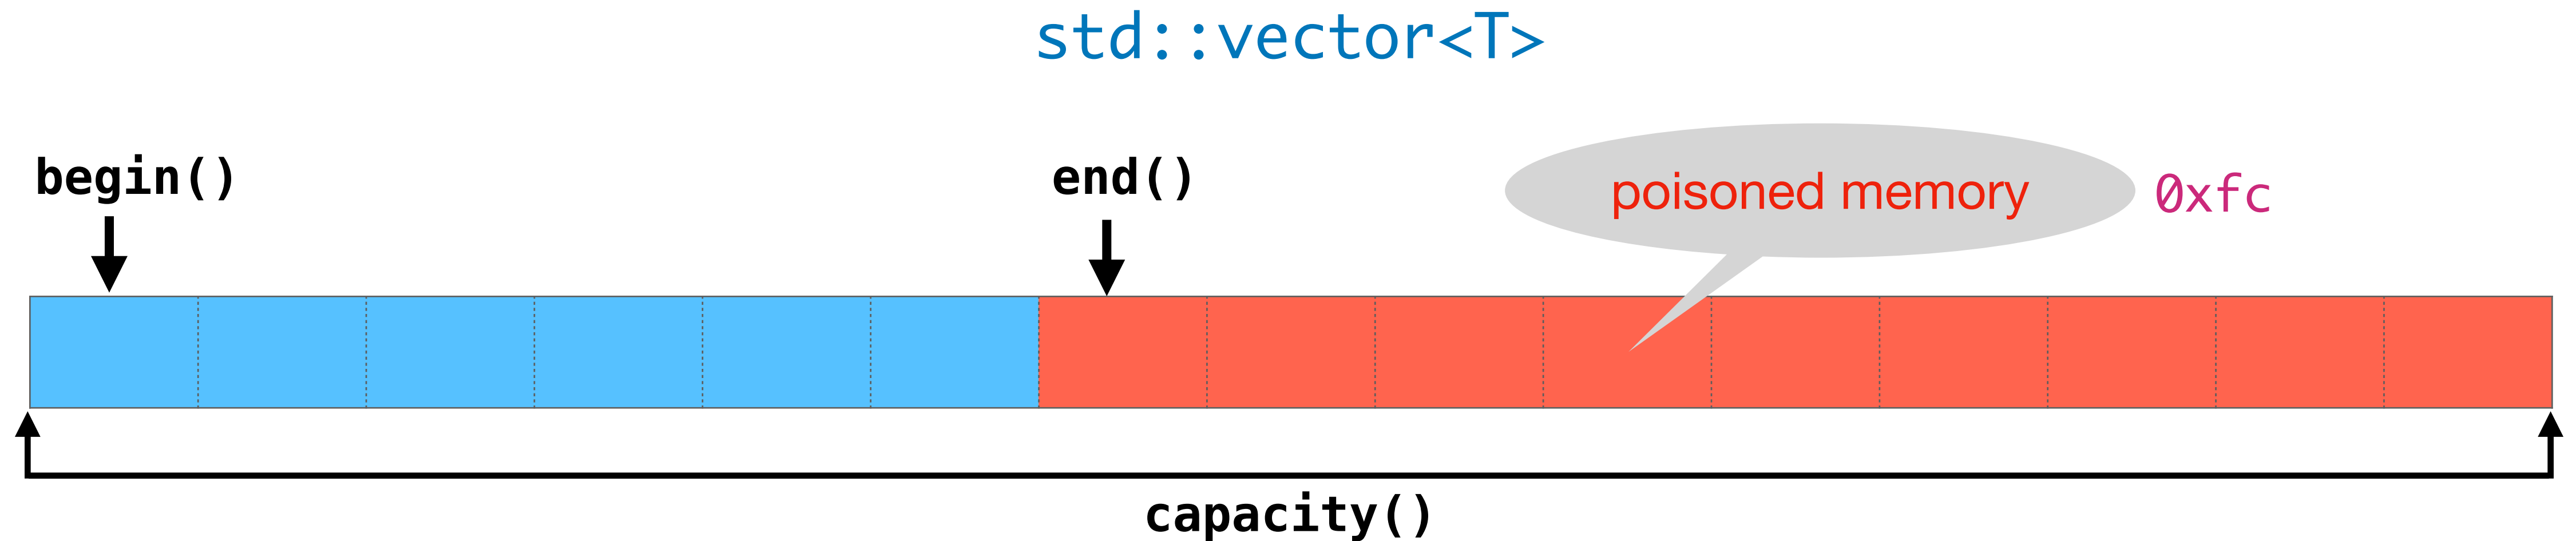 std::vector<T>
begin()
end()
poisoned memory
0xfc
capacity()